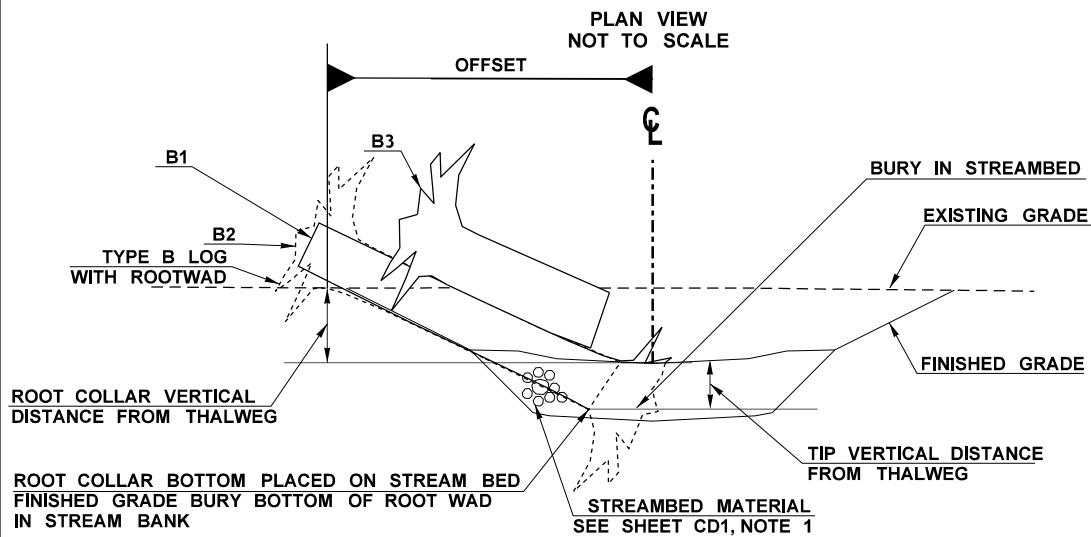 PLAN VIEW
NOT TO SCALE
OFFSET
℄
B1
B3
BURY IN STREAMBED
EXISTING GRADE
B2
TYPE B LOG
WITH ROOTWAD
FINISHED GRADE
ROOT COLLAR VERTICAL
DISTANCE FROM THALWEG
TIP VERTICAL DISTANCE
FROM THALWEG
ROOT COLLAR BOTTOM PLACED ON STREAM BED
FINISHED GRADE BURY BOTTOM OF ROOT WAD
IN STREAM BANK
STREAMBED MATERIAL
SEE SHEET CD1, NOTE 1